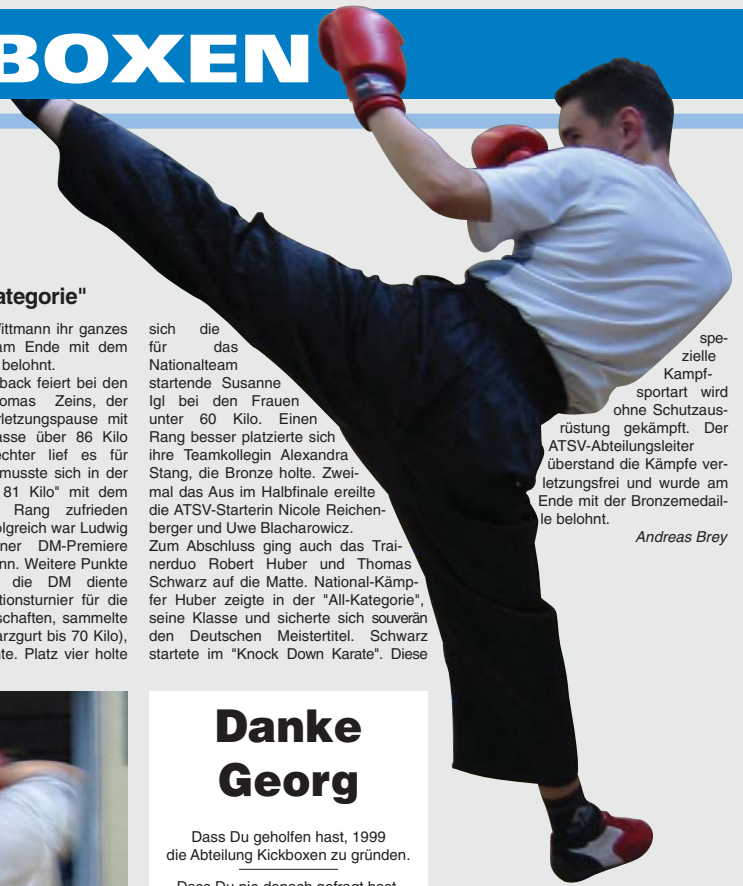 BOXEN
ategorie"
ittmann ihr ganzes
am Ende mit dem
belohnt.
back feiert bei den
omas Zeins, der
rletzungspause mit
asse über 86 Kilo
echter lief es für
musste sich in der
81 Kilo" mit dem
Rang zufrieden
olgreich war Ludwig
ner DM-Premiere
nn. Weitere Punkte
die DM diente
tionsturnier für die
schaften, sammelte
arzgurt bis 70 Kilo),
te. Platz vier holte
sich die
für das
Nationalteam
startende Susanne
Igl bei den Frauen
unter 60 Kilo. Einen
Rang besser platzierte sich
ihre Teamkollegin Alexandra
Stang, die Bronze holte. Zwei-
mal das Aus im Halbfinale ereilte
die ATSV-Starterin Nicole Reichen-
berger und Uwe Blacharowicz.
Zum Abschluss ging auch das Trai-
nerduo Robert Huber und Thomas
Schwarz auf die Matte. National-Kämp-
fer Huber zeigte in der "All-Kategorie",
seine Klasse und sicherte sich souverän
den Deutschen Meistertitel. Schwarz
startete im "Knock Down Karate". Diese
spe-
zielle
Kampf-
sportart wird
ohne Schutzaus-
rüstung gekämpft. Der
ATSV-Abteilungsleiter
überstand die Kämpfe ver-
letzungsfrei und wurde am
Ende mit der Bronzemedail-
le belohnt.
Andreas Brey
Danke
Georg
Dass Du geholfen hast, 1999
die Abteilung Kickboxen zu gründen.
Dass Du nie danach gefragt hast